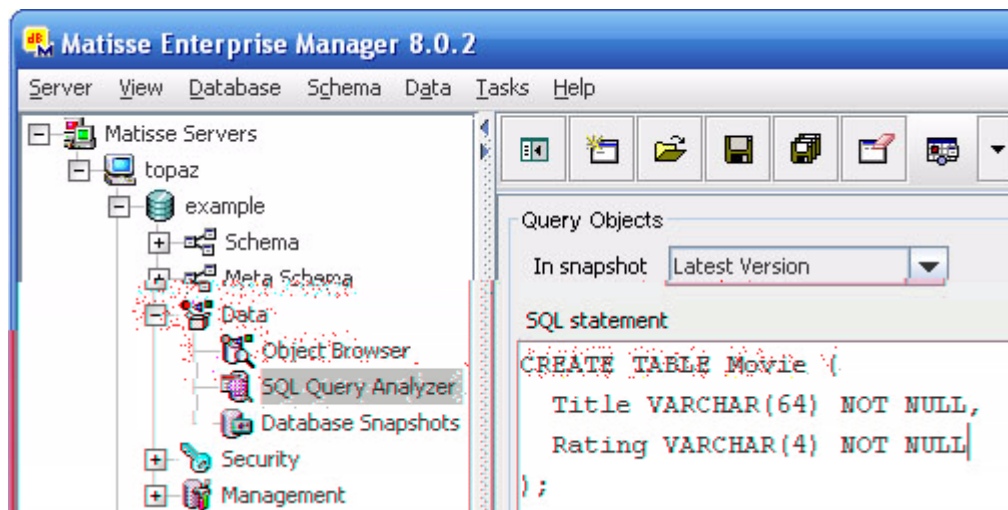 Matisse Enterprise Manager 8.0.2
Server View Database Schema Data Tasks Help
Matisse Servers
topaz
example
Schema
Meta Schema
Data
Object Browser
SQL Query Analyzer
Database Snapshots
Security
Management
Query Objects
In snapshot Latest Version
SQL statement
CREATE TABLE Movie (
Title VARCHAR(64) NOT NULL,
Rating VARCHAR(4) NOT NULL
);